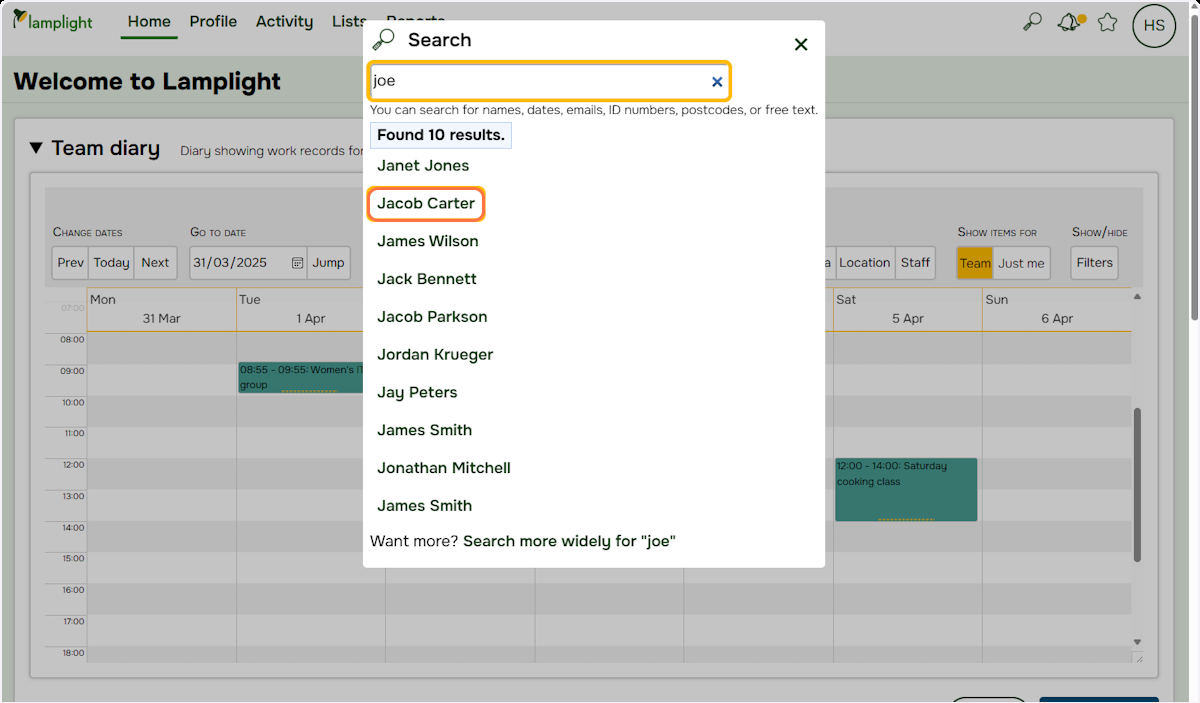 lamplight
Home Profile Activity Lists Reports
HS
Welcome to Lamplight
Search
joe
You can search for names, dates, emails, ID numbers, postcodes, or free text.
Found 10 results.
Janet Jones
Jacob Carter
James Wilson
Jack Bennett
Jacob Parkson
Jordan Krueger
Jay Peters
James Smith
Jonathan Mitchell
James Smith
Want more? Search more widely for "joe"
Team diary Diary showing work records for
Change dates Go to date Show items for Show/hide
Prev Today Next 31/03/2025 Jump a Location Staff Team Just me Filters
Mon Tue Sat Sun
31 Mar 1 Apr 5 Apr 6 Apr
07:00
08:00
09:00
10:00
11:00
12:00
13:00
14:00
15:00
16:00
17:00
18:00
08:55 - 09:55: Women's IT
group
12:00 - 14:00: Saturday
cooking class